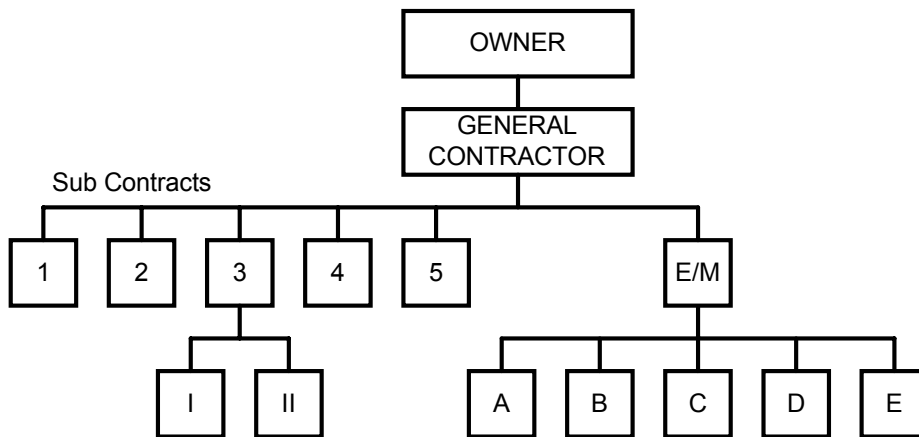 OWNER
GENERAL
CONTRACTOR
Sub Contracts
1 2 3 4 5 E/M
I II A B C D E